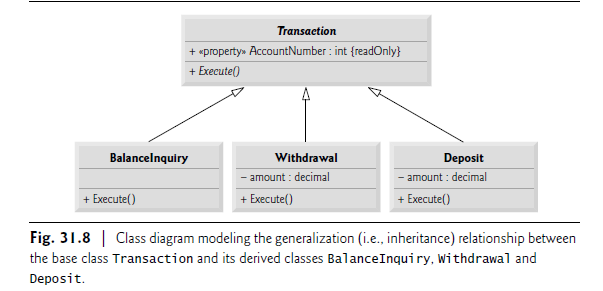 Transaction
+ «property» AccountNumber : int {readOnly}
+ Execute()
BalanceInquiry
+ Execute()
Withdrawal
– amount : decimal
+ Execute()
Deposit
– amount : decimal
+ Execute()
Fig. 31.8 | Class diagram modeling the generalization (i.e., inheritance) relationship between
the base class Transaction and its derived classes BalanceInquiry, Withdrawal and
Deposit.